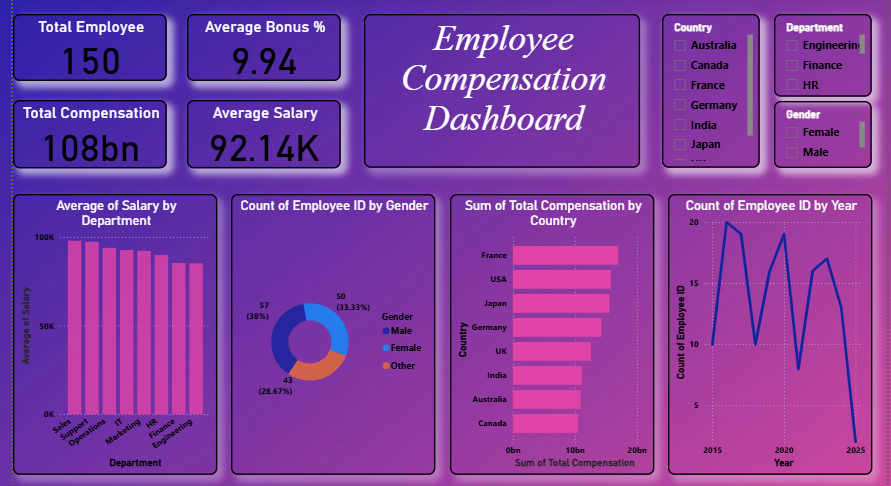 Total Employee
150
Average Bonus %
9.94
Total Compensation
108bn
Average Salary
92.14K
Employee
Compensation
Dashboard
Country
Australia
Canada
France
Germany
India
Japan
Department
Engineering
Finance
HR
Gender
Female
Male
Average of Salary by
Department
100K
50K
0K
Average of Salary
Sales
Support
Operations
IT
Marketing
HR
Finance
Engineering
Department
Count of Employee ID by Gender
57
(38%)
50
(33.33%)
43
(28.67%)
Gender
Male
Female
Other
Sum of Total Compensation by
Country
Country
France
USA
Japan
Germany
UK
India
Australia
Canada
0bn 10bn 20bn
Sum of Total Compensation
Count of Employee ID by Year
Count of Employee ID
20
15
10
5
2015 2020 2025
Year